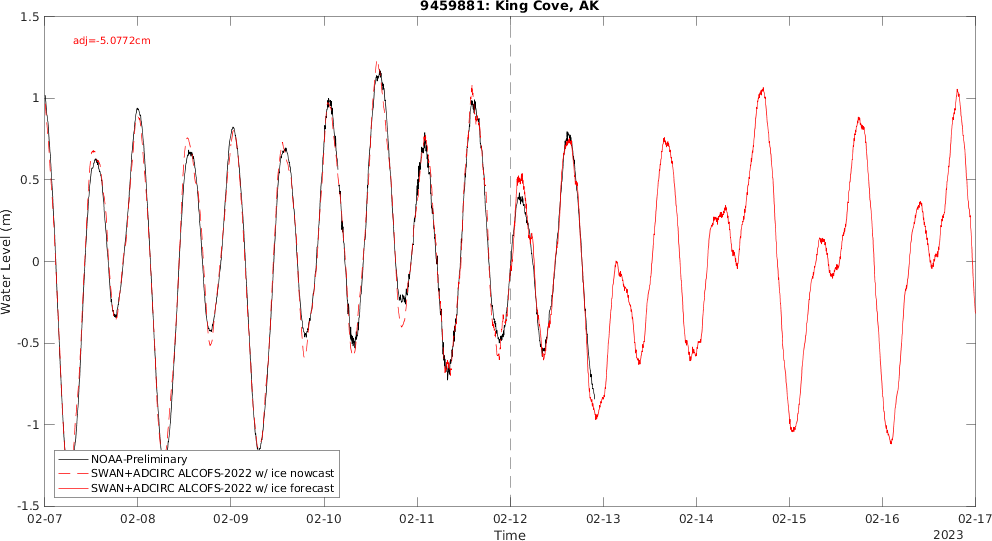 9459881: King Cove, AK
adj=-5.0772cm
Water Level (m)
1.5
1
0.5
0
-0.5
-1
-1.5
NOAA-Preliminary
SWAN+ADCIRC ALCOFS-2022 w/ ice nowcast
SWAN+ADCIRC ALCOFS-2022 w/ ice forecast
02-07 02-08 02-09 02-10 02-11 02-12 02-13 02-14 02-15 02-16 02-17
Time
2023